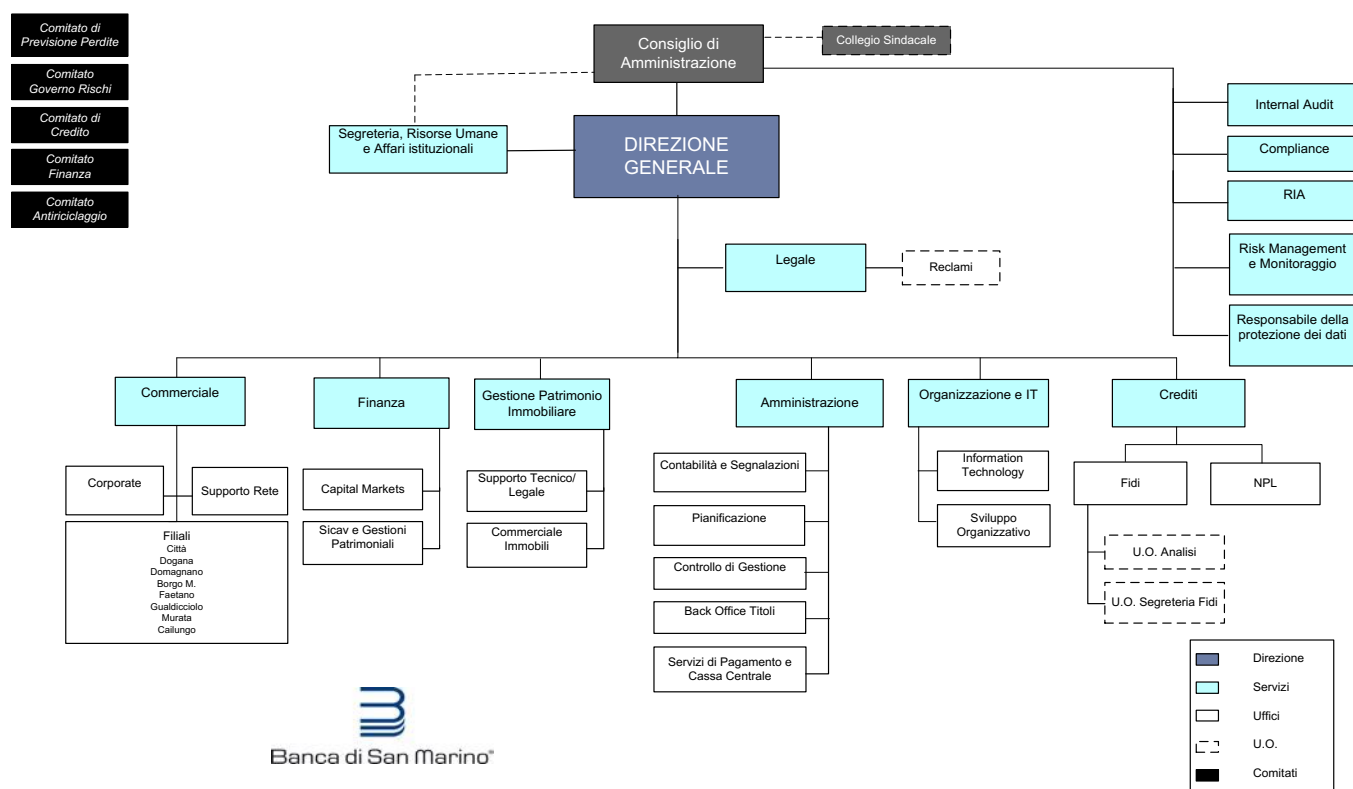 Comitato di
Previsione Perdite
Comitato
Governo Rischi
Comitato di
Credito
Comitato
Finanza
Comitato
Antiriciclaggio
Consiglio di
Amministrazione
Collegio Sindacale
Segreteria, Risorse Umane
e Affari istituzionali
DIREZIONE
GENERALE
Internal Audit
Compliance
RIA
Risk Management
e Monitoraggio
Responsabile della
protezione dei dati
Legale
Reclami
Commerciale
Finanza
Gestione Patrimonio
Immobiliare
Amministrazione
Organizzazione e IT
Crediti
Corporate
Supporto Rete
Filiali
Città
Dogana
Domagnano
Borgo M.
Faetano
Gualdicciolo
Murata
Cailungo
Capital Markets
Sicav e Gestioni
Patrimoniali
Supporto Tecnico/
Legale
Commerciale
Immobili
Contabilità e Segnalazioni
Pianificazione
Controllo di Gestione
Back Office Titoli
Servizi di Pagamento e
Cassa Centrale
Information
Technology
Sviluppo
Organizzativo
Fidi
NPL
U.O. Analisi
U.O. Segreteria Fidi
Direzione
Servizi
Uffici
U.O.
Comitati
Banca di San Marino